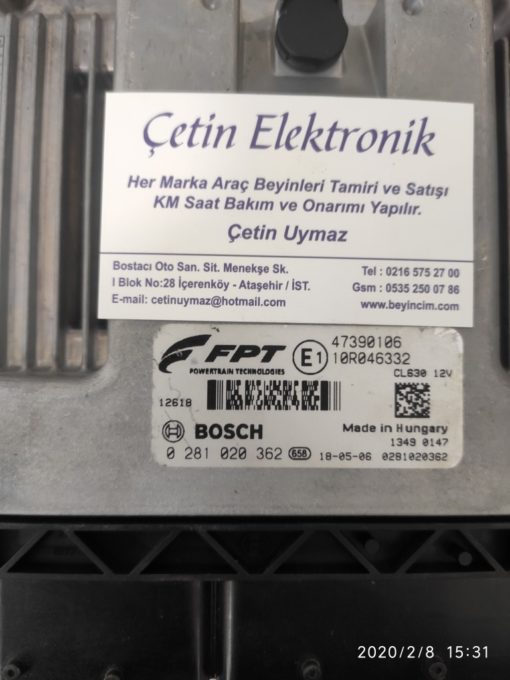 Çetin Elektronik
Her Marka Araç Beyinleri Tamiri ve Satışı
KM Saat Bakım ve Onarımı Yapılır.
Çetin Uymaz
Bostacı Oto San. Sit. Menekşe Sk.
I Blok No:28 İçerenköy - Ataşehir / İST.
E-mail: cetinuymaz@hotmail.com
Tel : 0216 575 27 00
Gsm : 0535 250 07 86
www.beyincim.com
FPT
POWERTRAIN TECHNOLOGIES
E1
47390106
10R046332
CL630 12V
12618
BOSCH
Made in Hungary
1349 0147
0 281 020 362 658 18-05-06 0281020362
2020/2/8 15:31